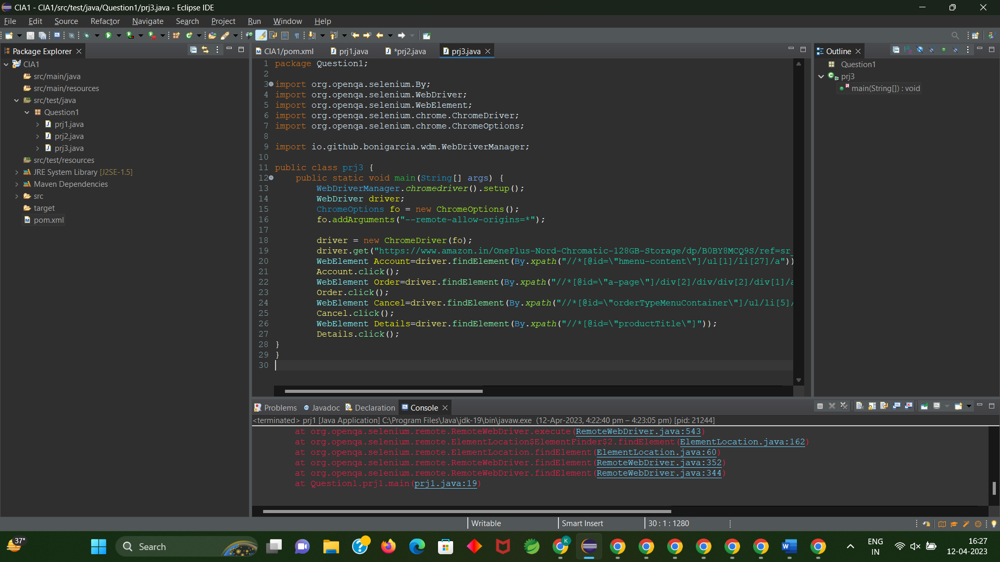 CIA1 - CIA1/src/test/java/Question1/prj3.java - Eclipse IDE
File Edit Source Refactor Navigate Search Project Run Window Help
Package Explorer
CIA1
src/main/java
src/main/resources
src/test/java
Question1
prj1.java
prj2.java
prj3.java
src/test/resources
JRE System Library [J2SE-1.5]
Maven Dependencies
src
target
pom.xml
CIA1/pom.xml prj1.java *prj2.java prj3.java
1 package Question1;
2
3 import org.openqa.selenium.By;
4 import org.openqa.selenium.WebDriver;
5 import org.openqa.selenium.WebElement;
6 import org.openqa.selenium.chrome.ChromeDriver;
7 import org.openqa.selenium.chrome.ChromeOptions;
8
9 import io.github.bonigarcia.wdm.WebDriverManager;
10
11 public class prj3 {
12 public static void main(String[] args) {
13 WebDriverManager.chromedriver().setup();
14 WebDriver driver;
15 ChromeOptions fo = new ChromeOptions();
16 fo.addArguments("--remote-allow-origins=*");
17
18 driver = new ChromeDriver(fo);
19 driver.get("https://www.amazon.in/OnePlus-Nord-Chromatic-128GB-Storage/dp/B0BY8MCQ9S/ref=sr_
20 WebElement Account=driver.findElement(By.xpath("//*[@id=\"hmenu-content\"]/ul[1]/li[27]/a"))
21 Account.click();
22 WebElement Order=driver.findElement(By.xpath("//*[@id=\"a-page\"]/div[2]/div/div[2]/div[1]/a
23 Order.click();
24 WebElement Cancel=driver.findElement(By.xpath("//*[@id=\"orderTypeMenuContainer\"]/ul/li[5]/
25 Cancel.click();
26 WebElement Details=driver.findElement(By.xpath("//*[@id=\"productTitle\"]"));
27 Details.click();
28 }
29 }
30
Outline
Question1
prj3
main(String[]) : void
Problems @ Javadoc Declaration Console
<terminated> prj1 [Java Application] C:\Program Files\Java\jdk-19\bin\javaw.exe (12-Apr-2023, 4:22:40 pm – 4:23:05 pm) [pid: 21244]
at org.openqa.selenium.remote.RemoteWebDriver.execute(RemoteWebDriver.java:543)
at org.openqa.selenium.remote.ElementLocation$ElementFinder$2.findElement(ElementLocation.java:162)
at org.openqa.selenium.remote.ElementLocation.findElement(ElementLocation.java:60)
at org.openqa.selenium.remote.RemoteWebDriver.findElement(RemoteWebDriver.java:352)
at org.openqa.selenium.remote.RemoteWebDriver.findElement(RemoteWebDriver.java:344)
at Question1.prj1.main(prj1.java:19)
Writable Smart Insert 30 : 1 : 1280
37°
Search
K
ENG
IN
16:27
12-04-2023